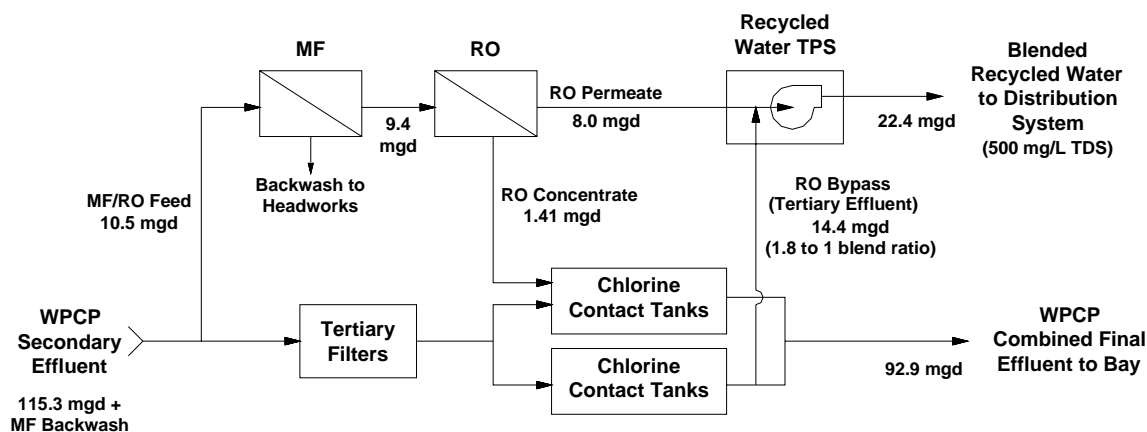 MF
RO
Recycled
Water TPS
Blended
Recycled Water
to Distribution
System
(500 mg/L TDS)
RO Permeate
8.0 mgd
9.4
mgd
22.4 mgd
Backwash to
Headworks
MF/RO Feed
10.5 mgd
RO Concentrate
1.41 mgd
RO Bypass
(Tertiary Effluent)
14.4 mgd
(1.8 to 1 blend ratio)
Chlorine
Contact Tanks
WPCP
Secondary
Effluent
115.3 mgd +
MF Backwash
Tertiary
Filters
Chlorine
Contact Tanks
92.9 mgd
WPCP
Combined Final
Effluent to Bay